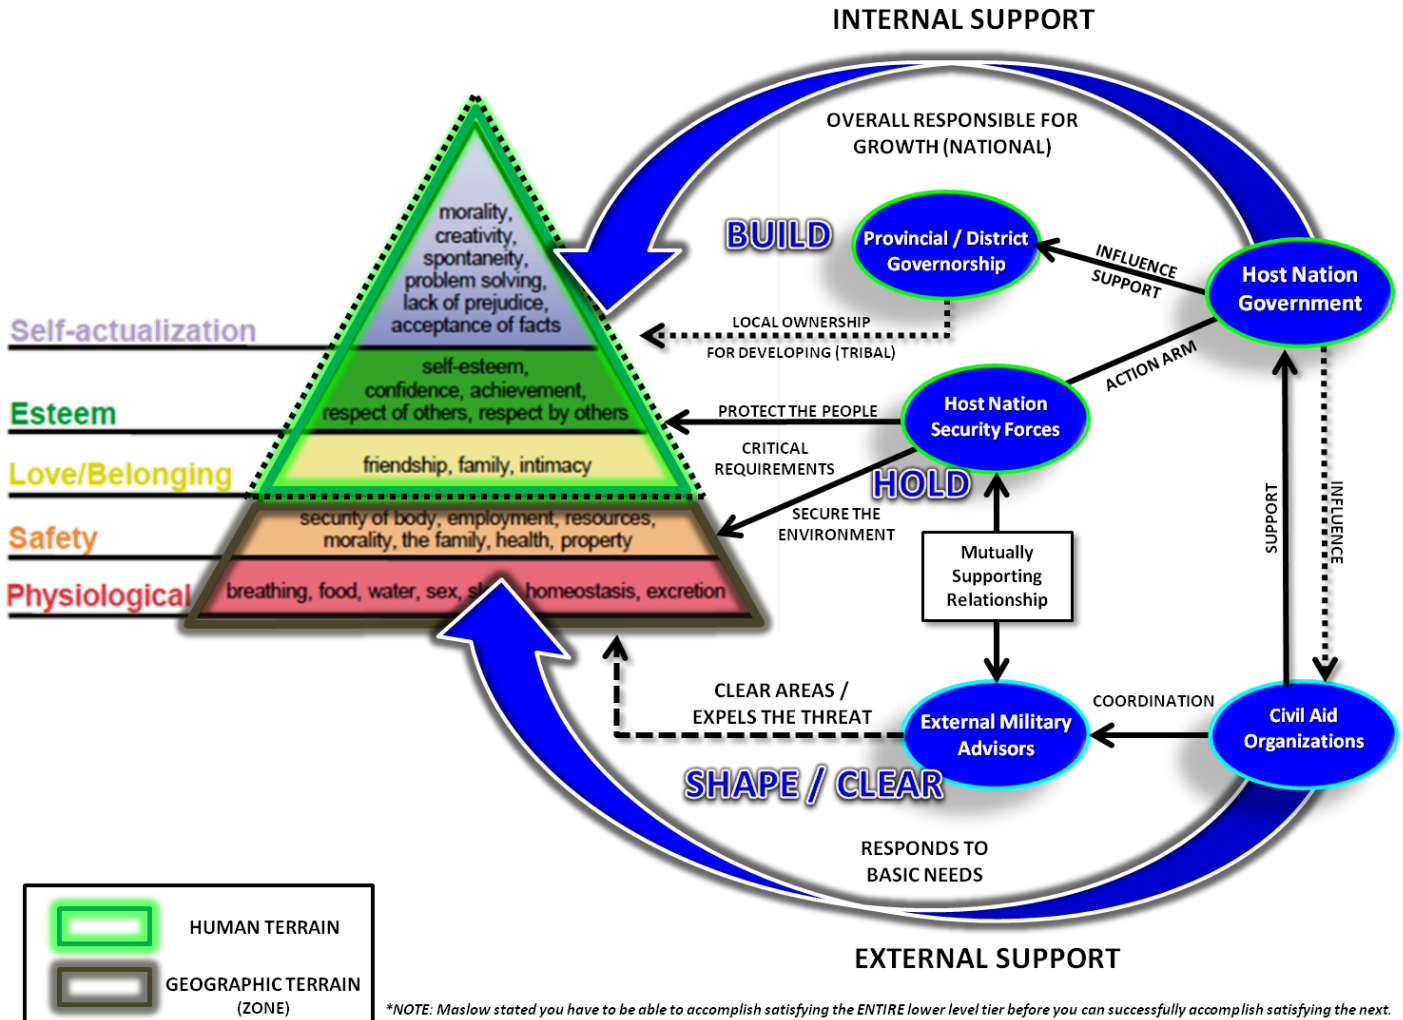 INTERNAL SUPPORT
OVERALL RESPONSIBLE FOR
GROWTH (NATIONAL)
BUILD
Provincial / District
Governorship
INFLUENCE
SUPPORT
Host Nation
Government
LOCAL OWNERSHIP
FOR DEVELOPING (TRIBAL)
ACTION ARM
Host Nation
Security Forces
PROTECT THE PEOPLE
CRITICAL
REQUIREMENTS
HOLD
SECURE THE
ENVIRONMENT
Mutually
Supporting
Relationship
SUPPORT
INFLUENCE
morality,
creativity,
spontaneity,
problem solving,
lack of prejudice,
acceptance of facts
Self-actualization
self-esteem,
confidence, achievement,
respect of others, respect by others
Esteem
friendship, family, intimacy
Love/Belonging
security of body, employment, resources,
morality, the family, health, property
Safety
breathing, food, water, sex, homeostasis, excretion
Physiological
CLEAR AREAS /
EXPELS THE THREAT
External Military
Advisors
COORDINATION
Civil Aid
Organizations
SHAPE / CLEAR
RESPONDS TO
BASIC NEEDS
EXTERNAL SUPPORT
HUMAN TERRAIN
GEOGRAPHIC TERRAIN
(ZONE)
*NOTE: Maslow stated you have to be able to accomplish satisfying the ENTIRE lower level tier before you can successfully accomplish satisfying the next.